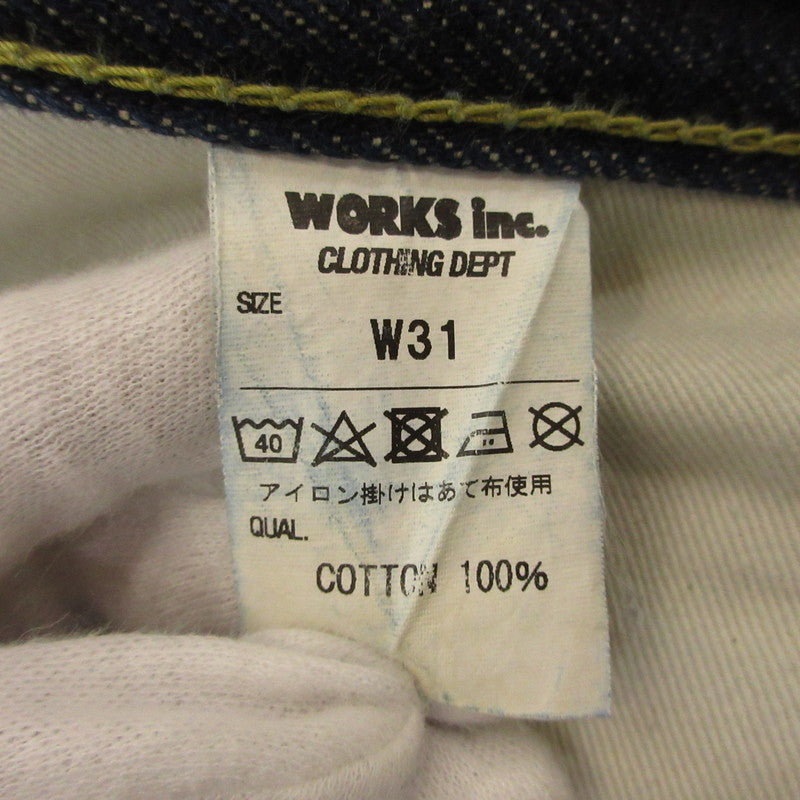 WORKS inc.
CLOTHING DEPT
SIZE
W31
40
アイロン掛けはあて布使用
QUAL.
COTTON 100%